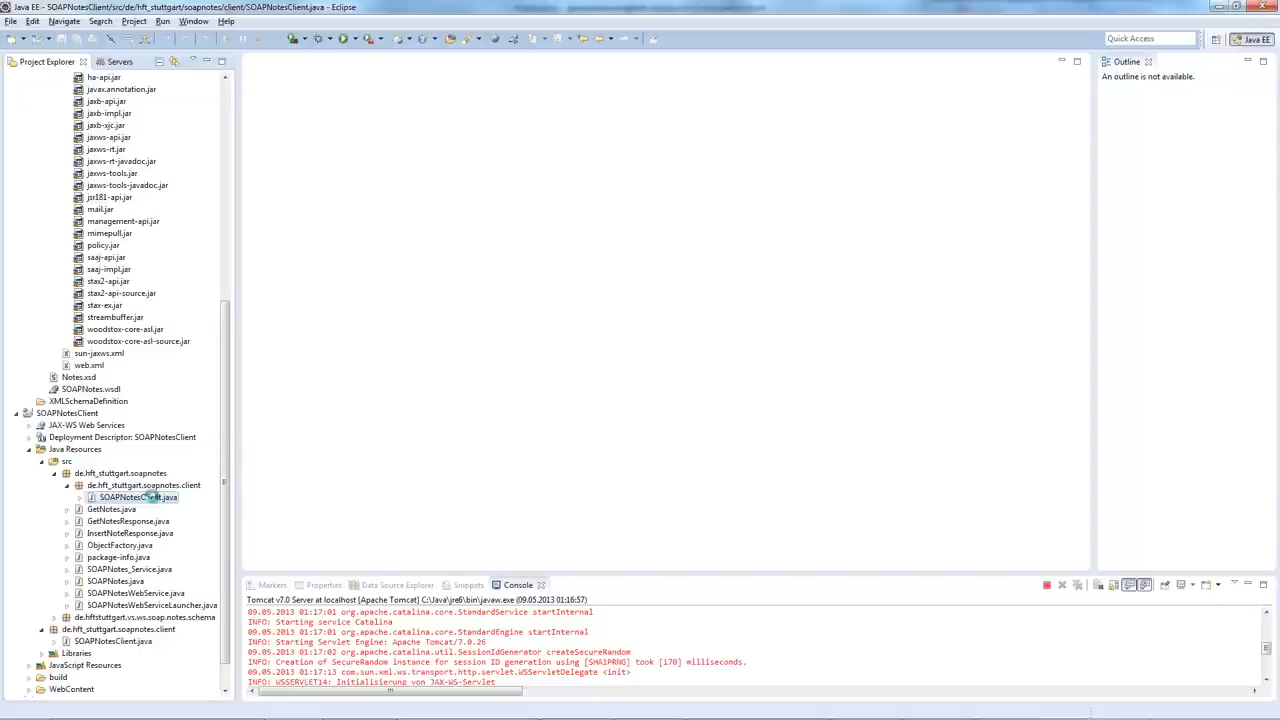 Java EE - SOAPNotesClient/src/de/hft_stuttgart/soapnotes/client/SOAPNotesClient.java - Eclipse
File Edit Navigate Search Project Run Window Help
Quick Access
Java EE
Project Explorer
Servers
Outline
An outline is not available.
ha-api.jar
javax.annotation.jar
jaxb-api.jar
jaxb-impl.jar
jaxb-xjc.jar
jaxws-api.jar
jaxws-rt.jar
jaxws-rt-javadoc.jar
jaxws-tools.jar
jaxws-tools-javadoc.jar
jsr181-api.jar
mail.jar
management-api.jar
mimepull.jar
policy.jar
saaj-api.jar
saaj-impl.jar
stax2-api.jar
stax2-api-source.jar
stax-ex.jar
streambuffer.jar
woodstox-core-asl.jar
woodstox-core-asl-source.jar
sun-jaxws.xml
web.xml
Notes.xsd
SOAPNotes.wsdl
XMLSchemaDefinition
SOAPNotesClient
JAX-WS Web Services
Deployment Descriptor: SOAPNotesClient
Java Resources
src
de.hft_stuttgart.soapnotes
de.hft_stuttgart.soapnotes.client
SOAPNotesClient.java
GetNotes.java
GetNotesResponse.java
InsertNoteResponse.java
ObjectFactory.java
package-info.java
SOAPNotes_Service.java
SOAPNotes.java
SOAPNotesWebService.java
SOAPNotesWebServiceLauncher.java
de.hftstuttgart.vs.ws.soap.notes.schema
de.hftstuttgart.soapnotes.client
SOAPNotesClient.java
Libraries
JavaScript Resources
build
WebContent
Markers
Properties
Data Source Explorer
Snippets
Console
Tomcat v7.0 Server at localhost [Apache Tomcat] C:\Java\jre6\bin\javaw.exe (09.05.2013 01:16:57)
09.05.2013 01:17:01 org.apache.catalina.core.StandardService startInternal
INFO: Starting service Catalina
09.05.2013 01:17:01 org.apache.catalina.core.StandardEngine startInternal
INFO: Starting Servlet Engine: Apache Tomcat/7.0.26
09.05.2013 01:17:02 org.apache.catalina.util.SessionIdGenerator createSecureRandom
INFO: Creation of SecureRandom instance for session ID generation using [SHA1PRNG] took [170] milliseconds.
09.05.2013 01:17:13 com.sun.xml.ws.transport.http.servlet.WSServletDelegate <init>
INFO: WSSERVLET14: Initialisierung von JAX-WS-Servlet